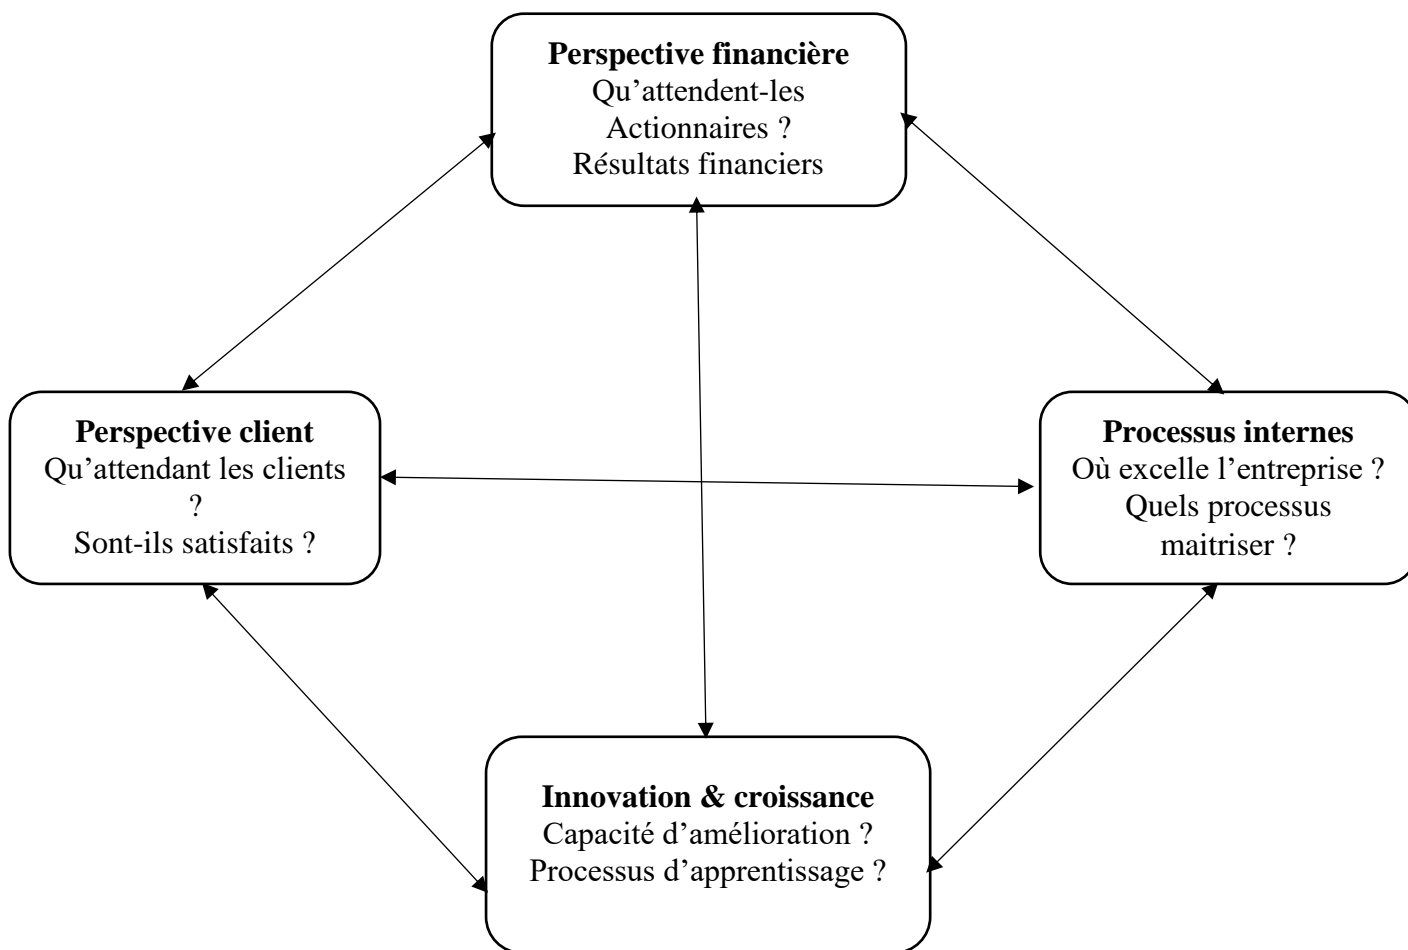 Perspective financière
Qu’attendent-les
Actionnaires ?
Résultats financiers
Perspective client
Qu’attendant les clients
?
Sont-ils satisfaits ?
Processus internes
Où excelle l’entreprise ?
Quels processus
maitriser ?
Innovation & croissance
Capacité d’amélioration ?
Processus d’apprentissage ?